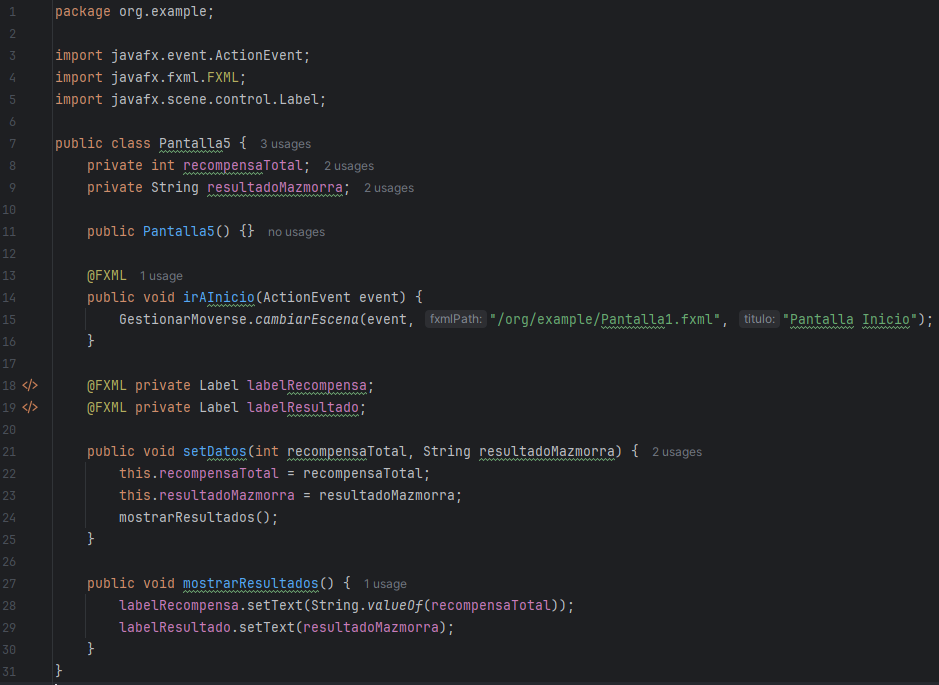 1 package org.example;
2
3 import javafx.event.ActionEvent;
4 import javafx.fxml.FXML;
5 import javafx.scene.control.Label;
6
7 public class Pantalla5 { 3 usages
8     private int recompensaTotal; 2 usages
9     private String resultadoMazmorra; 2 usages
10
11     public Pantalla5() {} no usages
12
13     @FXML 1 usage
14     public void irAInicio(ActionEvent event) {
15         GestionarMoverse.cambiarEscena(event, fxmlPath: "/org/example/Pantalla1.fxml", titulo: "Pantalla Inicio");
16     }
17
18 </> @FXML private Label labelRecompensa;
19 </> @FXML private Label labelResultado;
20
21     public void setDatos(int recompensaTotal, String resultadoMazmorra) { 2 usages
22         this.recompensaTotal = recompensaTotal;
23         this.resultadoMazmorra = resultadoMazmorra;
24         mostrarResultados();
25     }
26
27     public void mostrarResultados() { 1 usage
28         labelRecompensa.setText(String.valueOf(recompensaTotal));
29         labelResultado.setText(resultadoMazmorra);
30     }
31 }